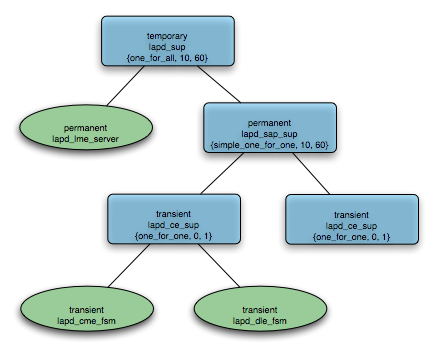 temporary
lapd_sup
{one_for_all, 10, 60}
permanent
lapd_lme_server
permanent
lapd_sap_sup
{simple_one_for_one, 10, 60}
transient
lapd_ce_sup
{one_for_one, 0, 1}
transient
lapd_ce_sup
{one_for_one, 0, 1}
transient
lapd_cme_fsm
transient
lapd_dle_fsm